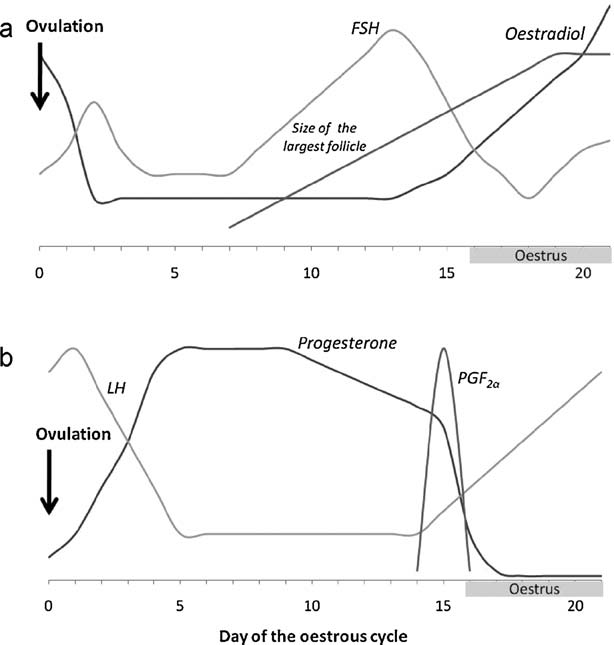 a
Ovulation
FSH
Oestradiol
Size of the
largest follicle
Oestrus
0 5 10 15 20
b
Progesterone
LH
PGF2α
Ovulation
Oestrus
0 5 10 15 20
Day of the oestrous cycle